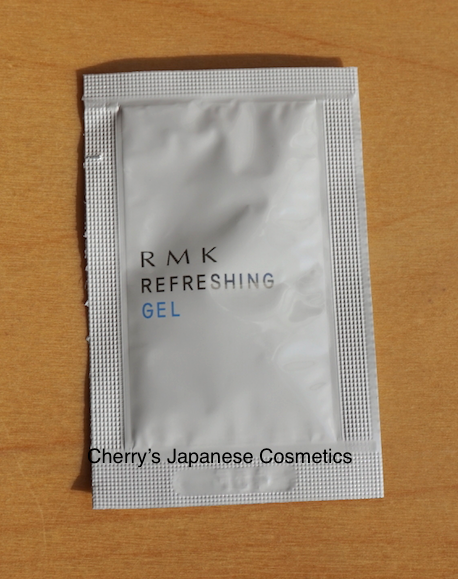 RMK
REFRESHING
GEL
Cherry's Japanese Cosmetics